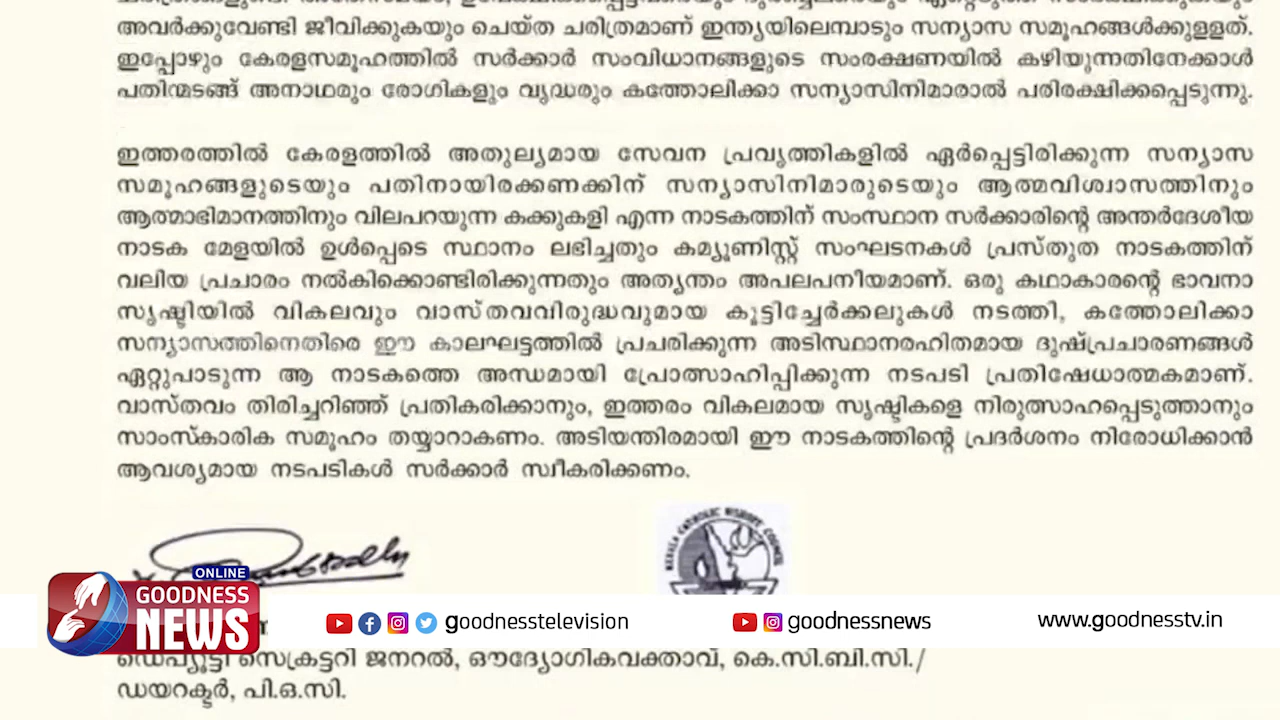 അവർക്കുവേണ്ടി ജീവിക്കുകയും ചെയ്ത ചരിത്രമാണ് ഇന്ത്യയിലെമ്പാടും സന്യാസ സമൂഹങ്ങൾക്കുള്ളത്.
ഇപ്പോഴും കേരളസമൂഹത്തിൽ സർക്കാർ സംവിധാനങ്ങളുടെ സംരക്ഷണയിൽ കഴിയുന്നതിനേക്കാൾ
പതിന്മടങ്ങ് അനാഥരും രോഗികളും വൃദ്ധരും കത്തോലിക്കാ സന്യാസിനിമാരാൽ പരിരക്ഷിക്കപ്പെടുന്നു.
ഇത്തരത്തിൽ കേരളത്തിൽ അതുല്യമായ സേവന പ്രവൃത്തികളിൽ ഏർപ്പെട്ടിരിക്കുന്ന സന്യാസ
സമൂഹങ്ങളുടെയും പതിനായിരക്കണക്കിന് സന്യാസിനിമാരുടെയും ആത്മവിശ്വാസത്തിനും
ആത്മാഭിമാനത്തിനും വിലപറയുന്ന കക്കുകളി എന്ന നാടകത്തിന് സംസ്ഥാന സർക്കാരിന്റെ അന്തർദേശീയ
നാടക മേളയിൽ ഉൾപ്പെടെ സ്ഥാനം ലഭിച്ചതും കമ്യൂണിസ്റ്റ് സംഘടനകൾ പ്രസ്തുത നാടകത്തിന്
വലിയ പ്രചാരം നൽകിക്കൊണ്ടിരിക്കുന്നതും അത്യന്തം അപലപനീയമാണ്. ഒരു കഥാകാരന്റെ ഭാവനാ
സൃഷ്ടിയിൽ വികലവും വാസ്തവവിരുദ്ധവുമായ കൂട്ടിച്ചേർക്കലുകൾ നടത്തി, കത്തോലിക്കാ
സന്യാസത്തിനെതിരെ ഈ കാലഘട്ടത്തിൽ പ്രചരിക്കുന്ന അടിസ്ഥാനരഹിതമായ ദുഷ്പ്രചാരണങ്ങൾ
ഏറ്റുപാടുന്ന ആ നാടകത്തെ അന്ധമായി പ്രോത്സാഹിപ്പിക്കുന്ന നടപടി പ്രതിഷേധാത്മകമാണ്.
വാസ്തവം തിരിച്ചറിഞ്ഞ് പ്രതികരിക്കാനും, ഇത്തരം വികലമായ സൃഷ്ടികളെ നിരുത്സാഹപ്പെടുത്താനും
സാംസ്കാരിക സമൂഹം തയ്യാറാകണം. അടിയന്തിരമായി ഈ നാടകത്തിന്റെ പ്രദർശനം നിരോധിക്കാൻ
ആവശ്യമായ നടപടികൾ സർക്കാർ സ്വീകരിക്കണം.
KERALA CATHOLIC BISHOPS' COUNCIL
ONLINE
GOODNESS
NEWS
goodnesstelevision goodnessnews www.goodnesstv.in
ഡെപ്യൂട്ടി സെക്രട്ടറി ജനറൽ, ഔദ്യോഗികവക്താവ്, കെ.സി.ബി.സി./
ഡയറക്ടർ, പി.ഒ.സി.